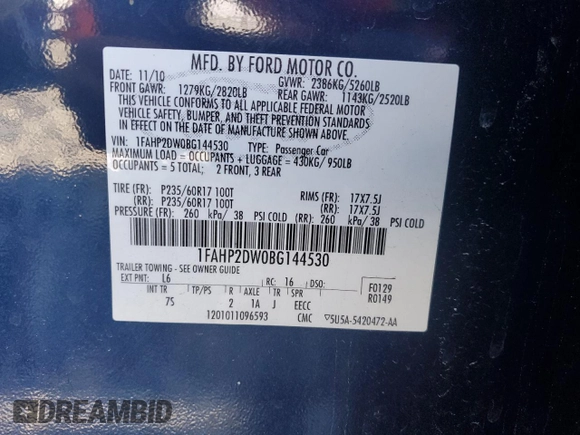 MFD. BY FORD MOTOR CO.
DATE: 11/10 GVWR: 2386KG/5260LB
FRONT GAWR: 1279KG/2820LB REAR GAWR: 1143KG/2520LB
THIS VEHICLE CONFORMS TO ALL APPLICABLE FEDERAL MOTOR
VEHICLE SAFETY, BUMPER, AND THEFT PREVENTION STANDARDS
IN EFFECT ON THE DATE OF MANUFACTURE SHOWN ABOVE.
VIN: 1FAHP2DW0BG144530 TYPE: Passenger Car
MAXIMUM LOAD = OCCUPANTS + LUGGAGE = 430KG/ 950LB
OCCUPANTS = 5 TOTAL; 2 FRONT, 3 REAR
TIRE (F) P235/60R17 100T RIMS (F): 17X7.5J
(RR): P235/60R17 100T (RR): 17X7.5J
PRESSURE (F): 260 kPa/ 38 PSI COLD (RR): 260 kPa/ 38 PSI COLD
1FAHP2DW0BG144530
TRAILER TOWING - SEE OWNER GUIDE
EXT PNT: L6 RC: 16 DSO: F0129
INT TR TP/PS R AXLE TR SPR R0149
7S 2 1A J EECC
1201011096593 CMC 5U5A-5420472-AA
DREAMBID